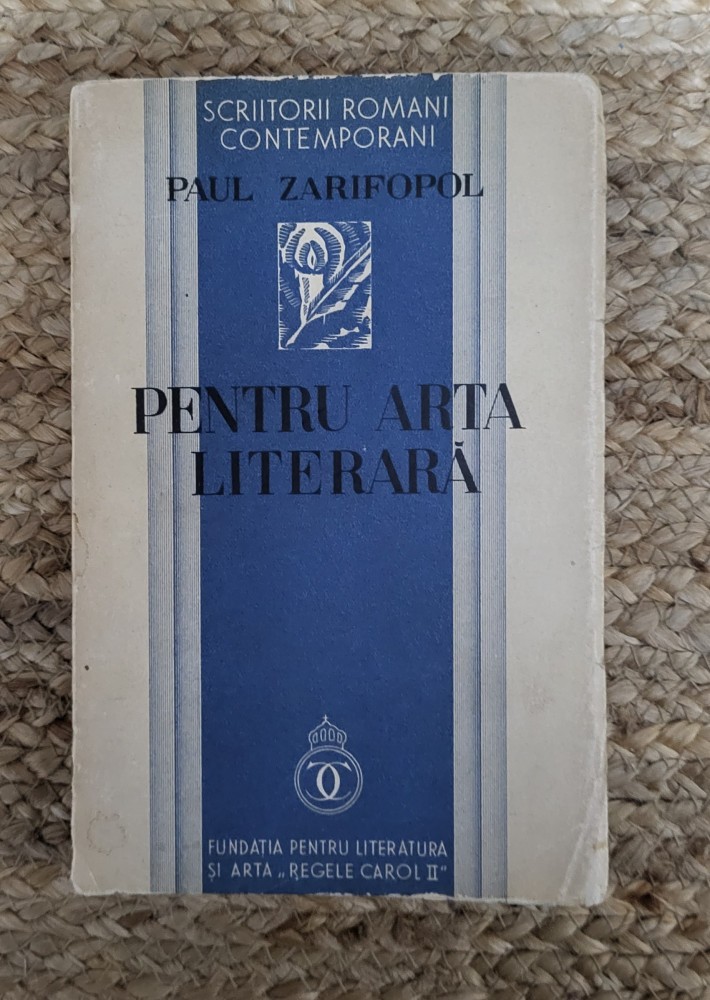 SCRIITORII ROMANI
CONTEMPORANI
PAUL ZARIFOPOL
PENTRU ARTA
LITERARĂ
FUNDAȚIA PENTRU LITERATURA
ȘI ARTA „REGELE CAROL II"